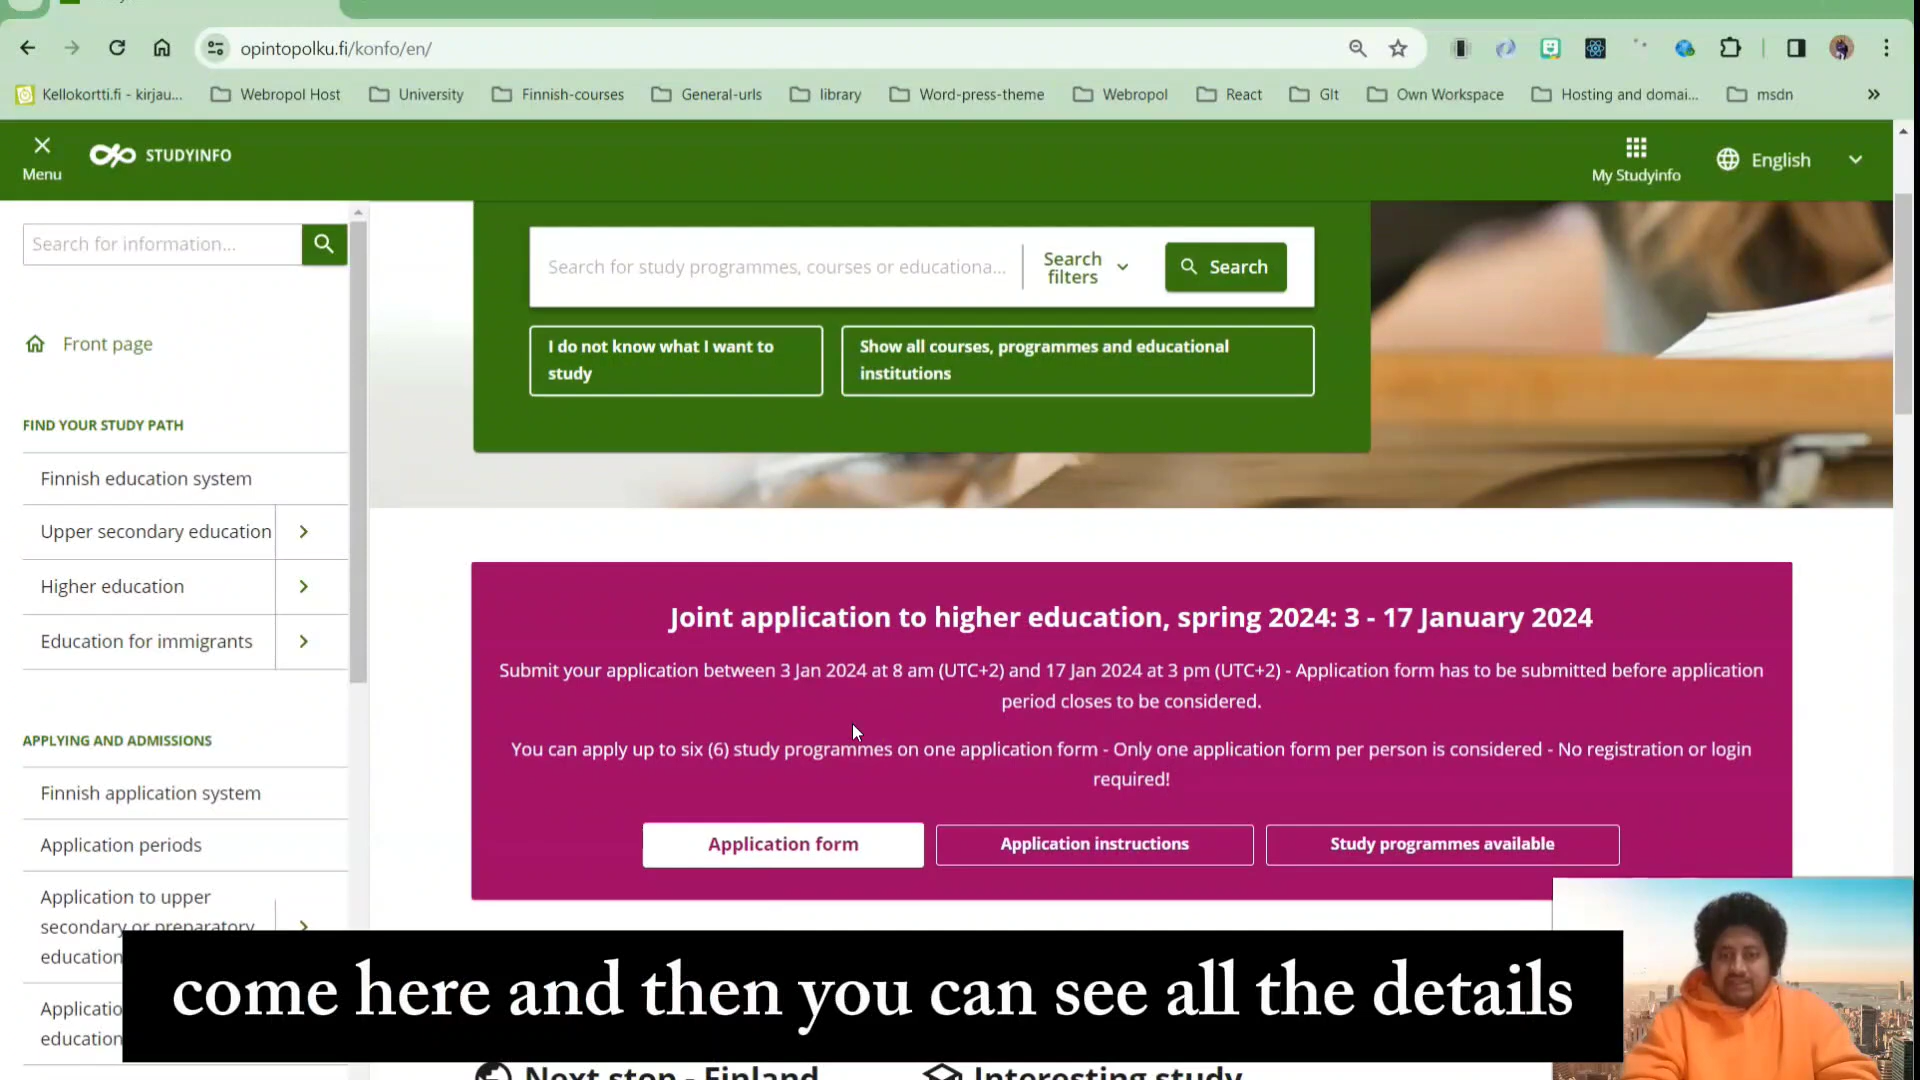 opintopolku.fi/konfo/en/
Kellokortti.fi - kirjau...
Webropol Host
University
Finnish-courses
General-urls
library
Word-press-theme
Webropol
React
GIt
Own Workspace
Hosting and domai...
msdn
»
Menu
STUDYINFO
My Studyinfo
English
Search for information...
Front page
FIND YOUR STUDY PATH
Finnish education system
Upper secondary education
Higher education
Education for immigrants
APPLYING AND ADMISSIONS
Finnish application system
Application periods
Application to upper
secondary or preparatory
education
Applicatio
education
Search for study programmes, courses or educationa...
Search
filters
Search
I do not know what I want to
study
Show all courses, programmes and educational
institutions
Joint application to higher education, spring 2024: 3 - 17 January 2024
Submit your application between 3 Jan 2024 at 8 am (UTC+2) and 17 Jan 2024 at 3 pm (UTC+2) - Application form has to be submitted before application
period closes to be considered.
You can apply up to six (6) study programmes on one application form - Only one application form per person is considered - No registration or login
required!
Application form
Application instructions
Study programmes available
come here and then you can see all the details
Next stop - Finland
Interesting study